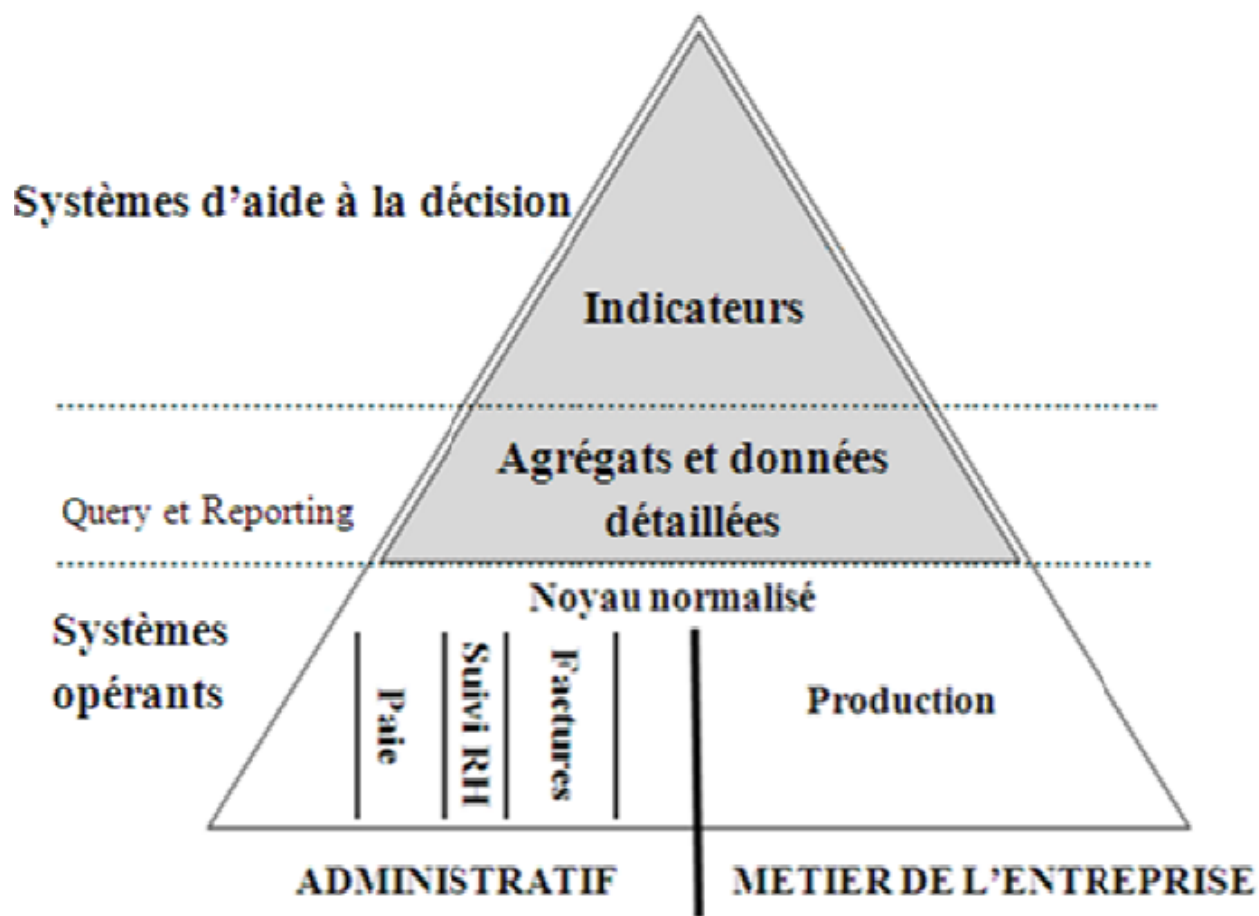 Systèmes d'aide à la décision
Indicateurs
Agrégats et données
détaillées
Query et Reporting
Noyau normalisé
Systèmes
opérants
Paie
Suivi RH
Factures
Production
ADMINISTRATIF
METIER DE L'ENTREPRISE